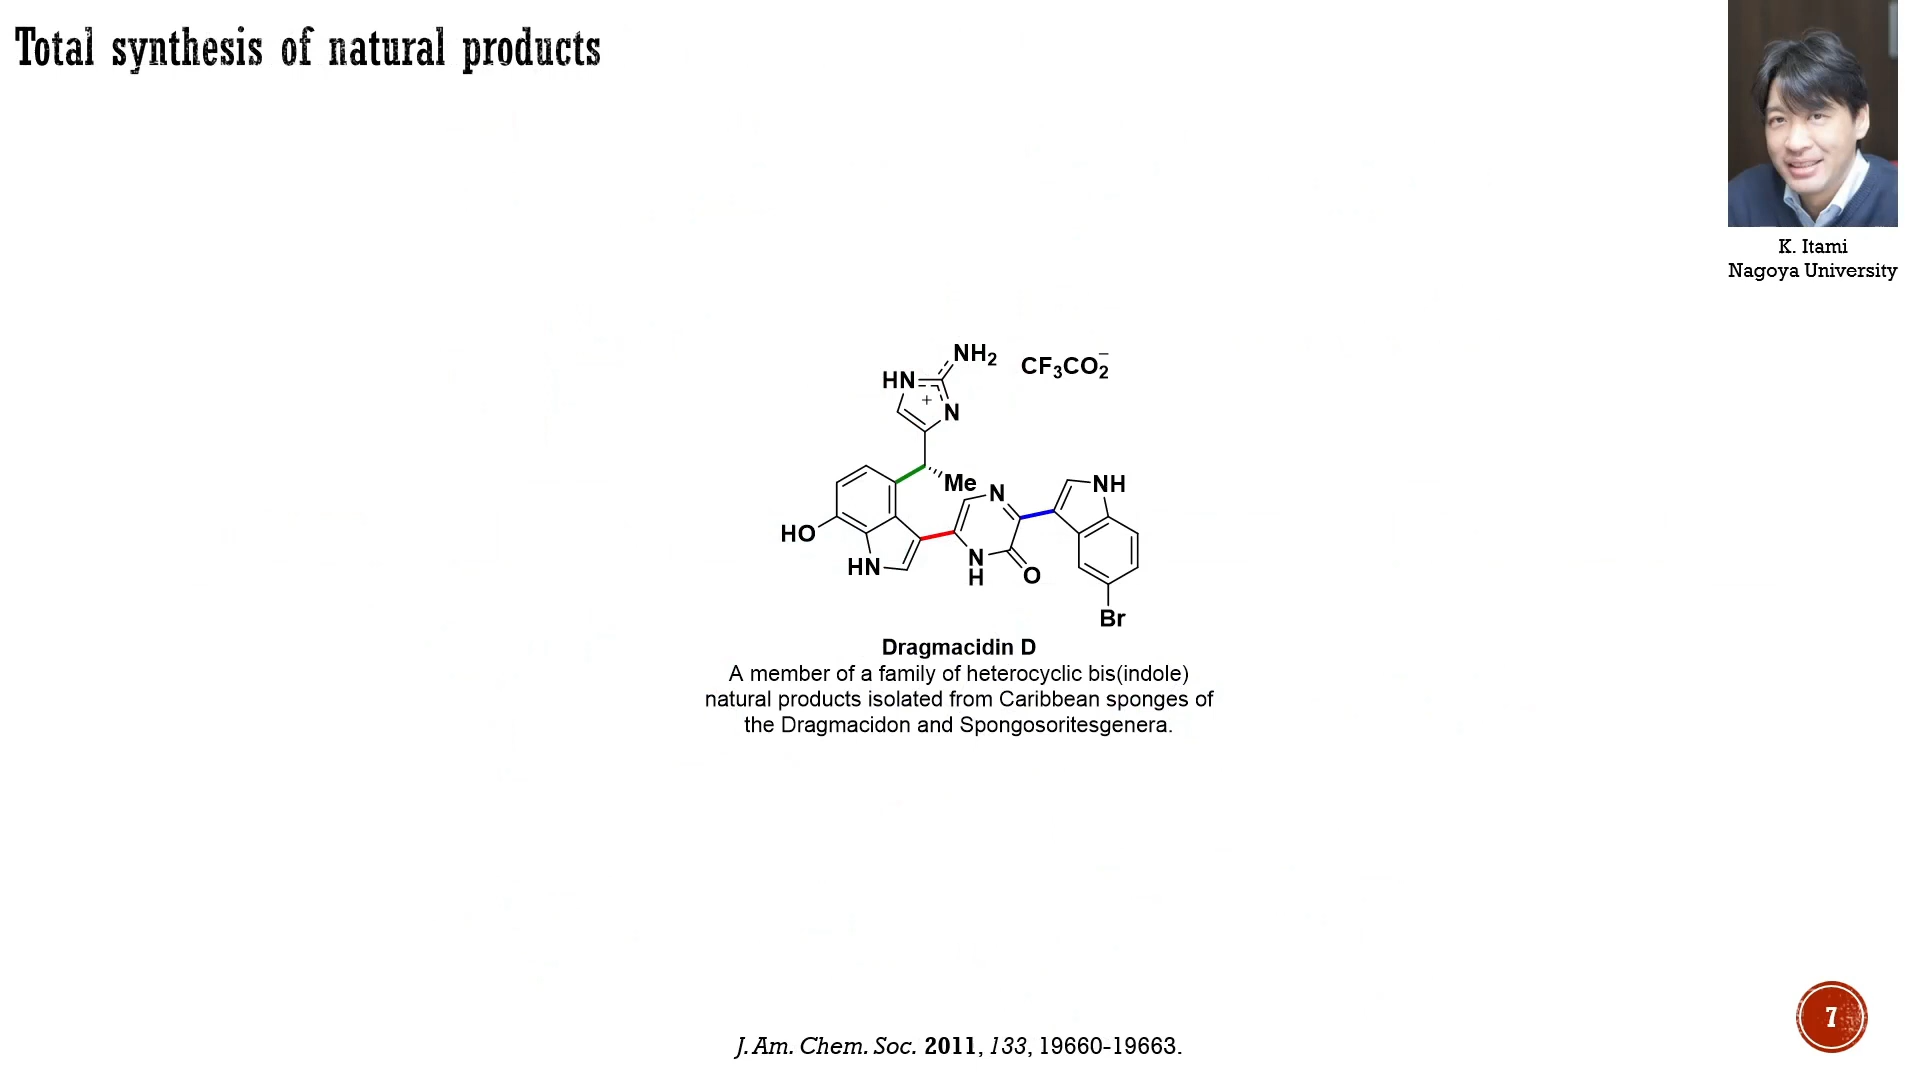 Total synthesis of natural products
K. Itami
Nagoya University
NH2
CF3CO2−
HN
+
N
Me
N
NH
HO
HN
N
H
O
Br
Dragmacidin D
A member of a family of heterocyclic bis(indole)
natural products isolated from Caribbean sponges of
the Dragmacidon and Spongosoritesgenera.
7
J. Am. Chem. Soc. 2011, 133, 19660-19663.